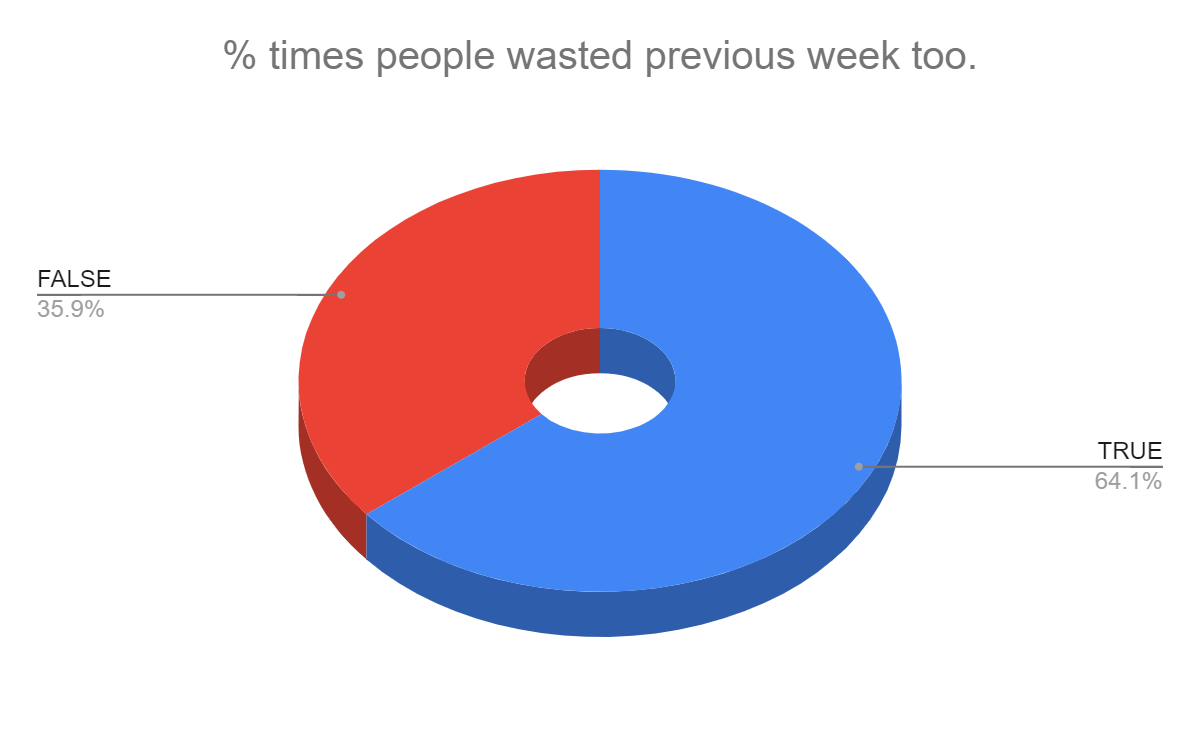 % times people wasted previous week too.
FALSE
35.9%
TRUE
64.1%